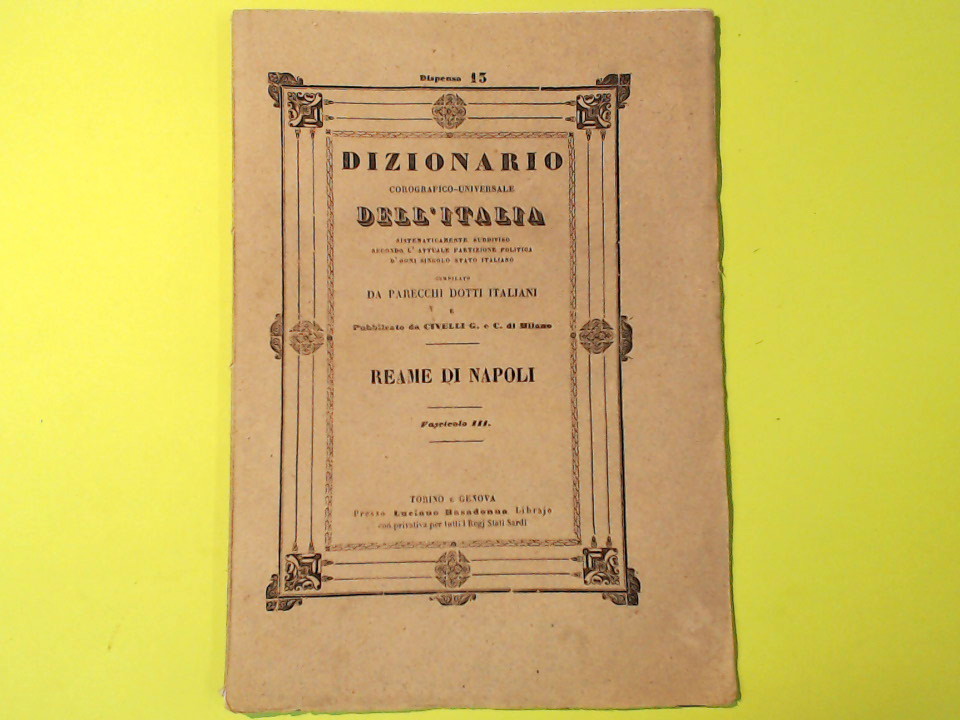 Dispensa 13
DIZIONARIO
COROGRAFICO-UNIVERSALE
DELL'ITALIA
SISTEMATICAMENTE SUDDIVISO
SECONDO L'ATTUALE PARTIZIONE POLITICA
D'OGNI SINGOLO STATO ITALIANO
COMPILATO
DA PARECCHI DOTTI ITALIANI
E
Pubblicato da CIVELLI G. e C. di Milano
REAME DI NAPOLI
Fascicolo III.
TORINO E GENOVA
Presso Luciano Basadonna Librajo
con privativa per tutti i Regj Stati Sardi